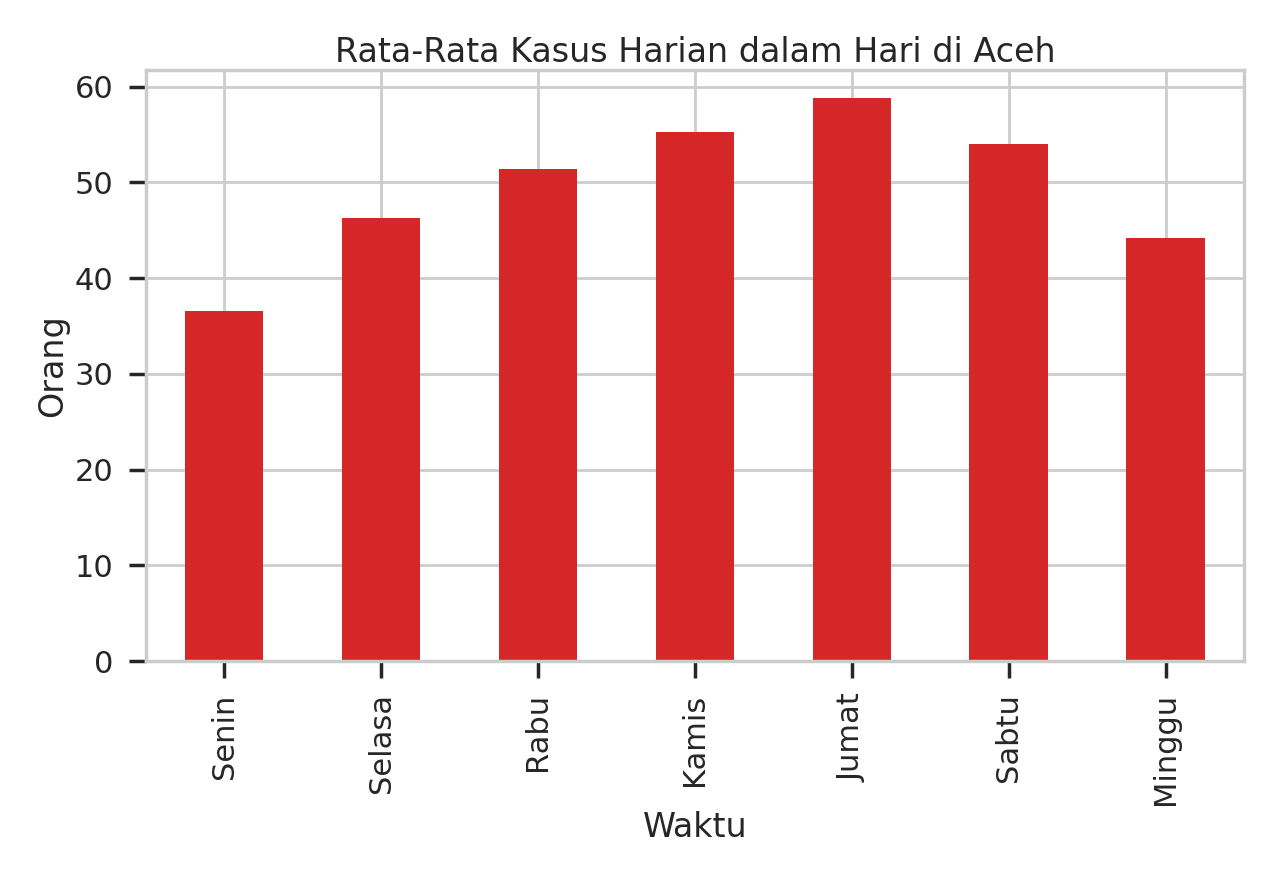 Rata-Rata Kasus Harian dalam Hari di Aceh
60
50
40
30
20
10
0
Orang
Senin
Selasa
Rabu
Kamis
Jumat
Sabtu
Minggu
Waktu